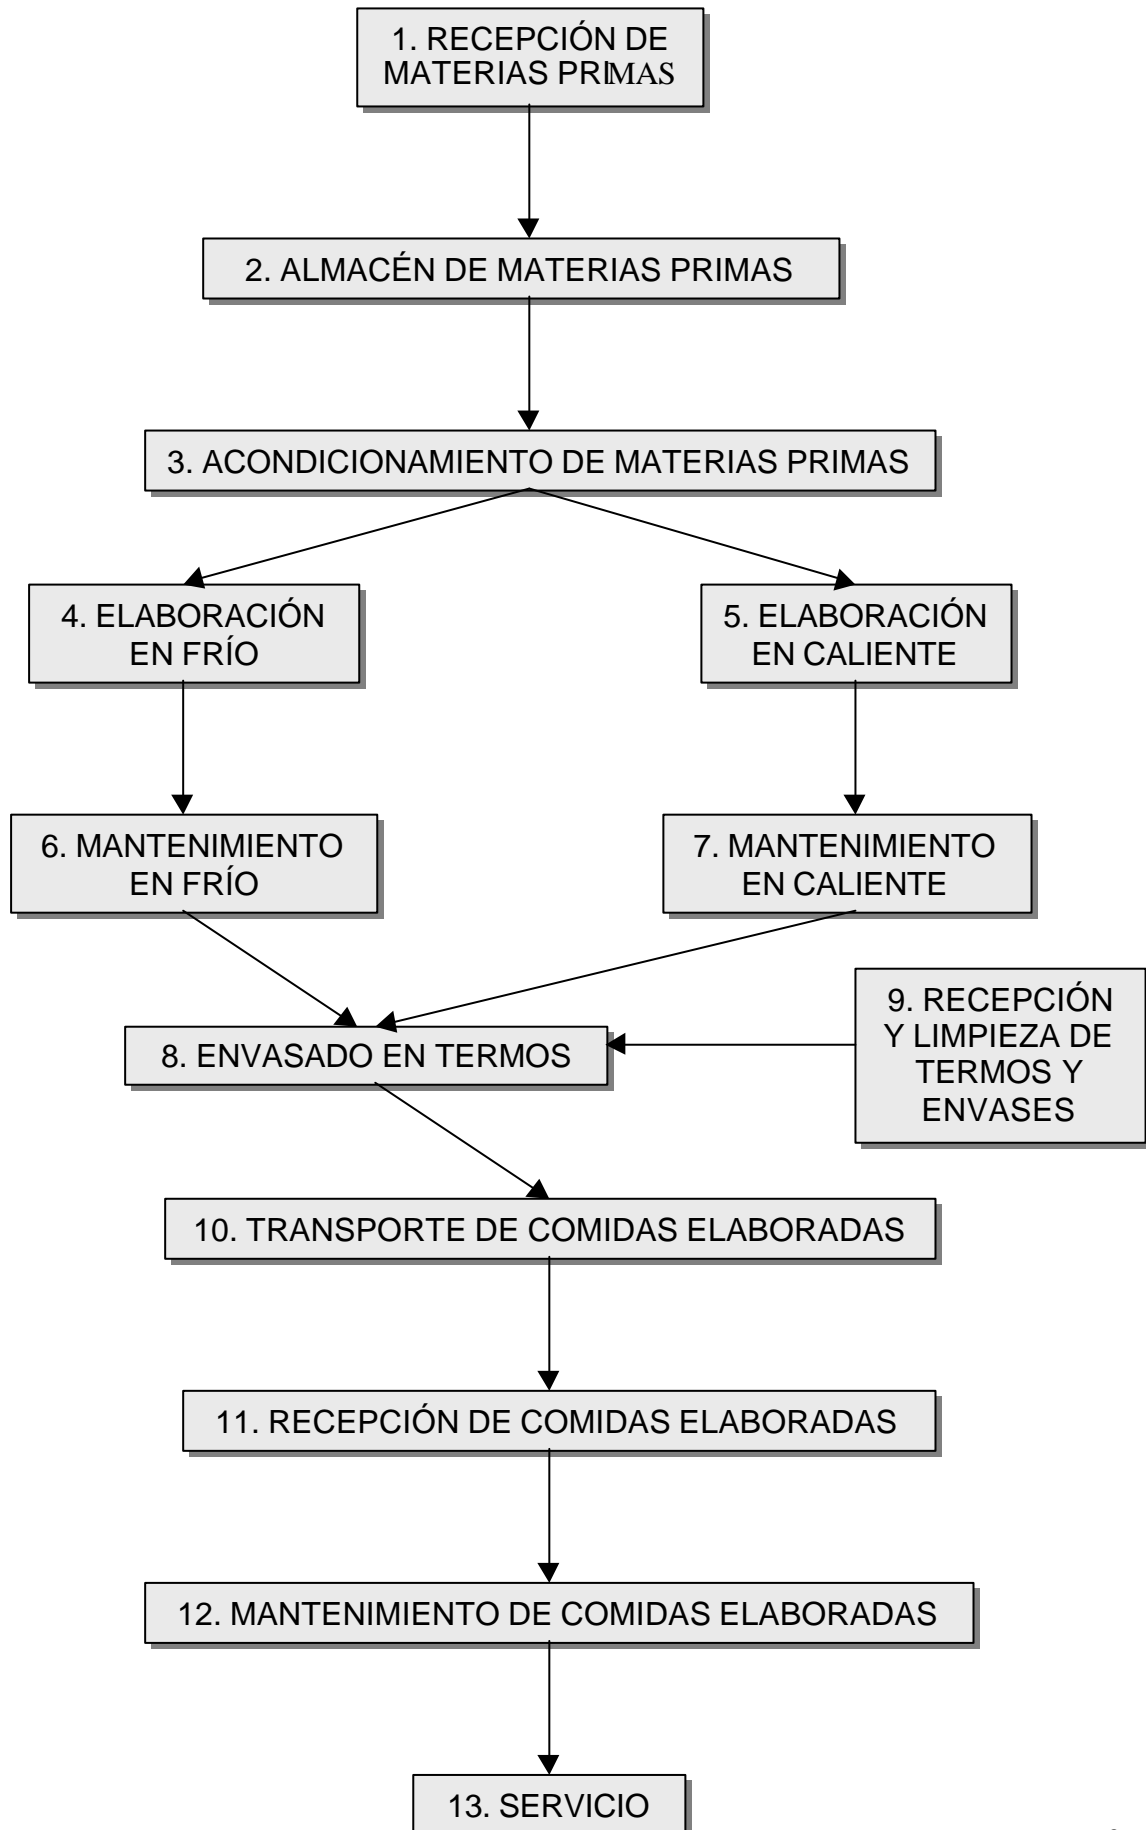 1. RECEPCIÓN DE
MATERIAS PRIMAS
2. ALMACÉN DE MATERIAS PRIMAS
3. ACONDICIONAMIENTO DE MATERIAS PRIMAS
4. ELABORACIÓN
EN FRÍO
5. ELABORACIÓN
EN CALIENTE
6. MANTENIMIENTO
EN FRÍO
7. MANTENIMIENTO
EN CALIENTE
8. ENVASADO EN TERMOS
9. RECEPCIÓN
Y LIMPIEZA DE
TERMOS Y
ENVASES
10. TRANSPORTE DE COMIDAS ELABORADAS
11. RECEPCIÓN DE COMIDAS ELABORADAS
12. MANTENIMIENTO DE COMIDAS ELABORADAS
13. SERVICIO